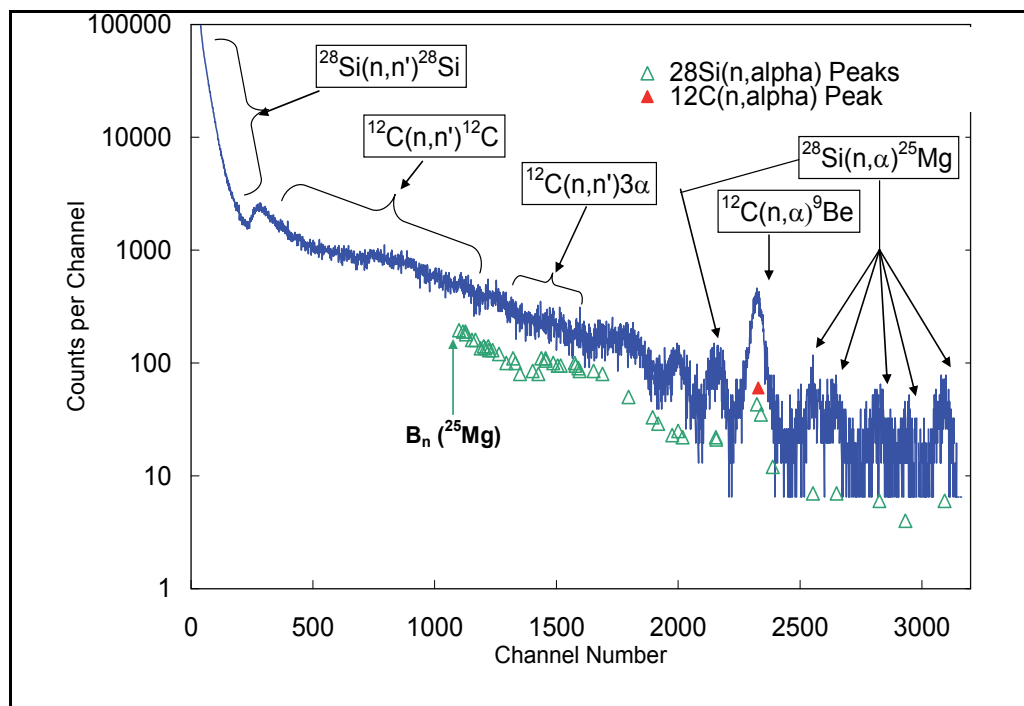 100000
10000
1000
100
10
1
Counts per Channel
²⁸Si(n,n')²⁸Si
¹²C(n,n')¹²C
¹²C(n,n')3α
28Si(n,alpha) Peaks
12C(n,alpha) Peak
²⁸Si(n,α)²⁵Mg
¹²C(n,α)⁹Be
Bₙ (²⁵Mg)
0 500 1000 1500 2000 2500 3000
Channel Number